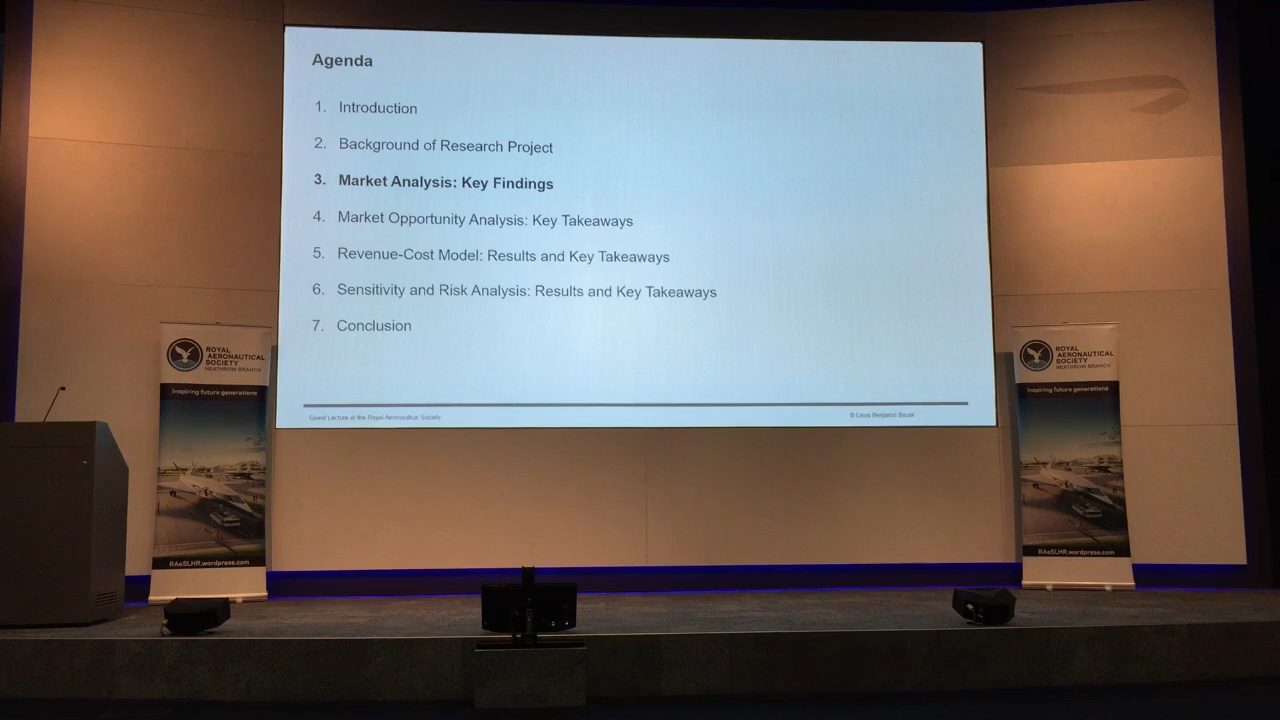 Agenda
1. Introduction
2. Background of Research Project
3. Market Analysis: Key Findings
4. Market Opportunity Analysis: Key Takeaways
5. Revenue-Cost Model: Results and Key Takeaways
6. Sensitivity and Risk Analysis: Results and Key Takeaways
7. Conclusion
Guest Lecture at the Royal Aeronautical Society
© Linus Benjamin Bauer
ROYAL
AERONAUTICAL
SOCIETY
HEATHROW BRANCH
Inspiring future generations
RAeSLHR.wordpress.com
ROYAL
AERONAUTICAL
SOCIETY
HEATHROW BRANCH
Inspiring future generations
RAeSLHR.wordpress.com